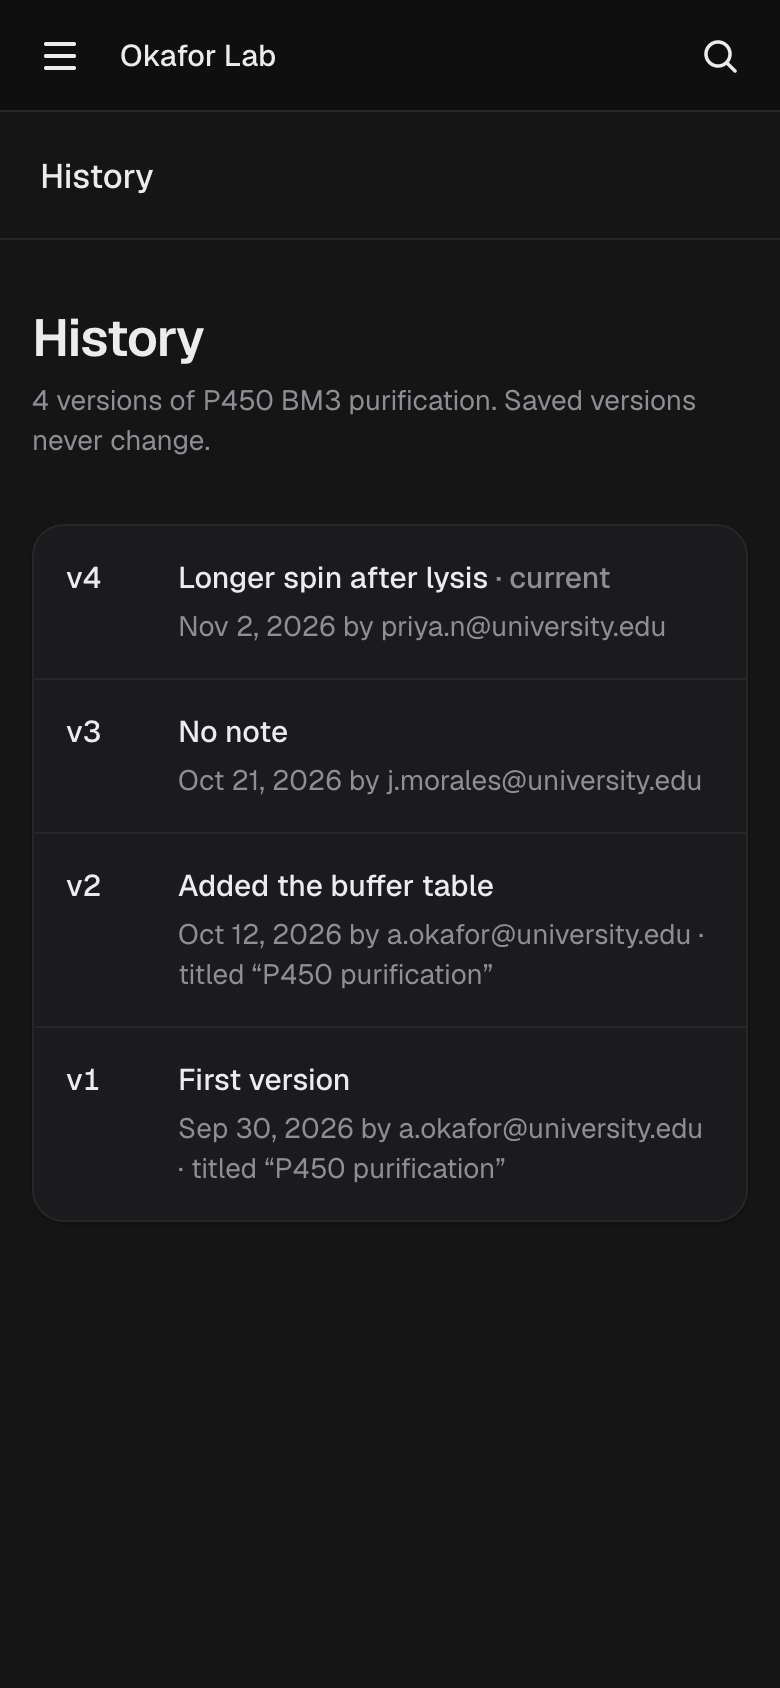 Okafor Lab
History
History
4 versions of P450 BM3 purification. Saved versions
never change.
v4 Longer spin after lysis · current
Nov 2, 2026 by priya.n@university.edu
v3 No note
Oct 21, 2026 by j.morales@university.edu
v2 Added the buffer table
Oct 12, 2026 by a.okafor@university.edu ·
titled “P450 purification”
v1 First version
Sep 30, 2026 by a.okafor@university.edu
· titled “P450 purification”